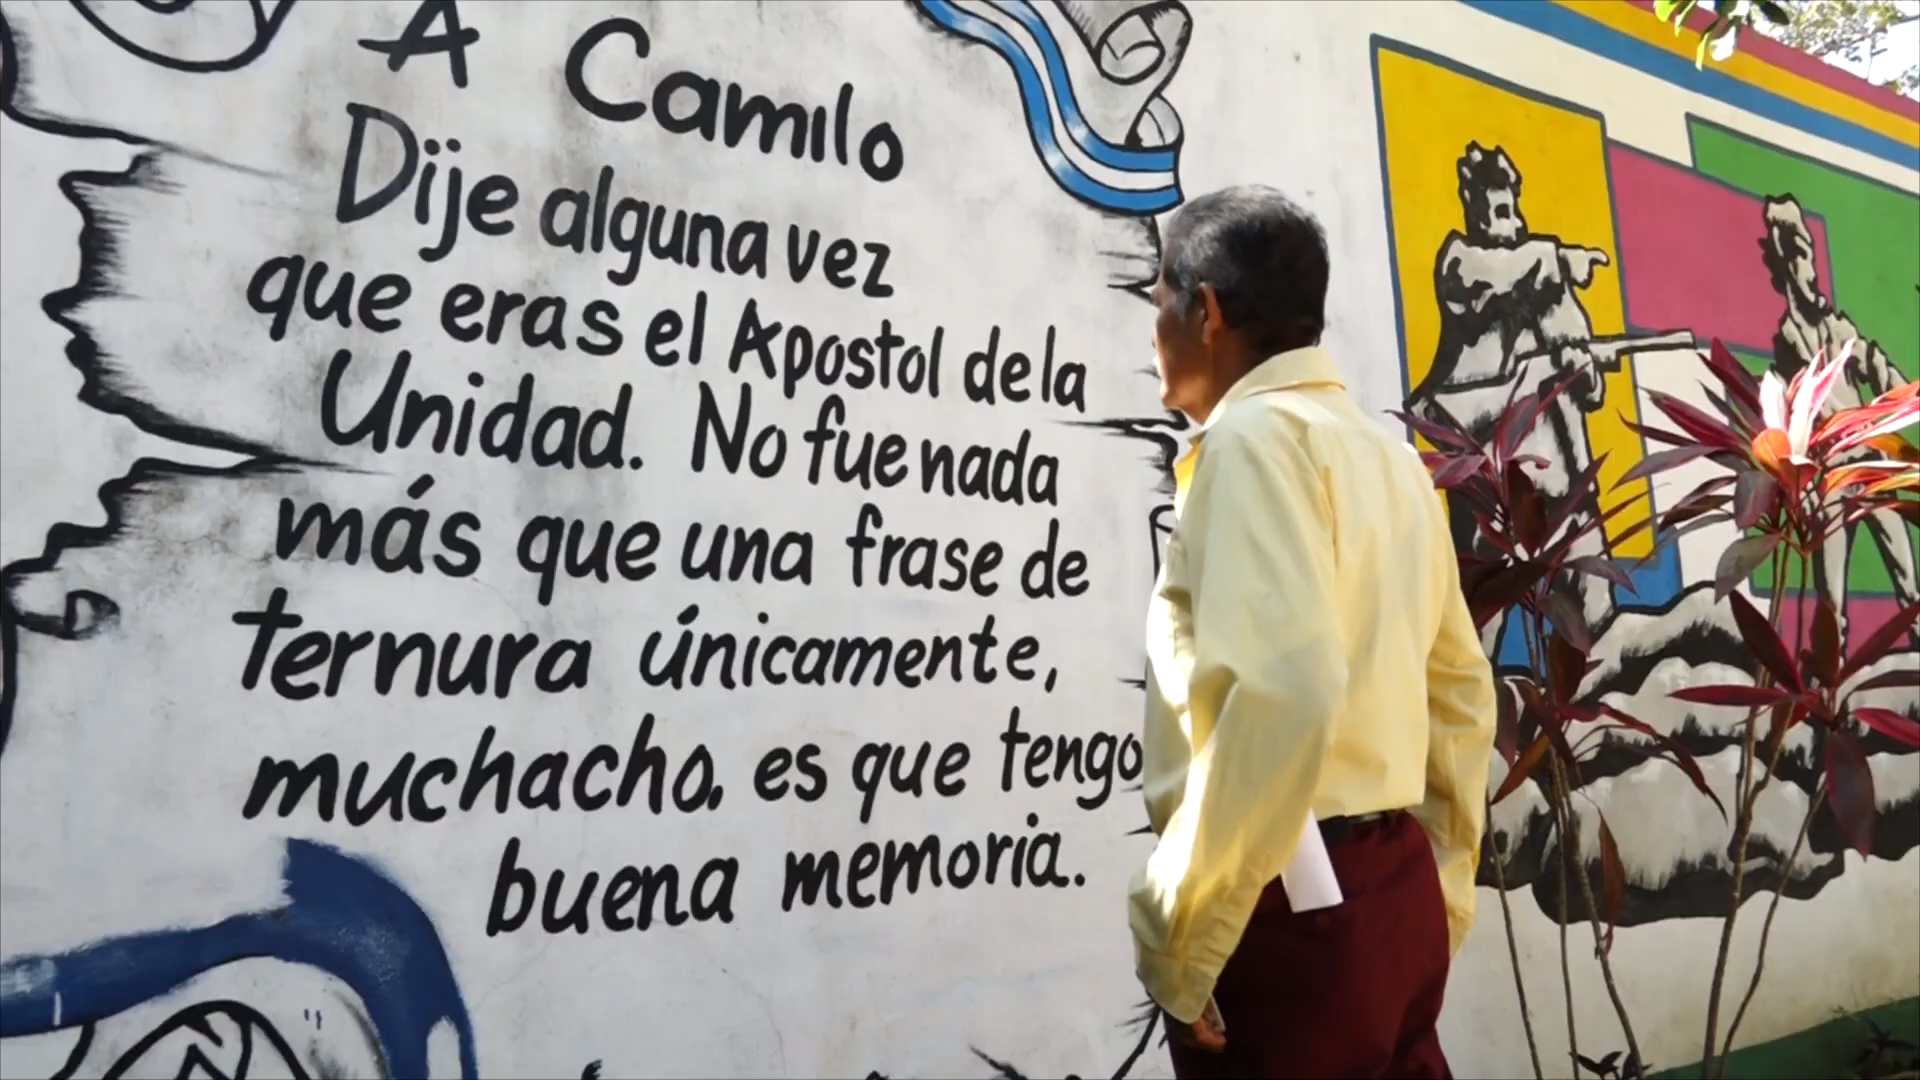 A Camilo
Dije alguna vez
que eras el Apostol de la
Unidad. No fue nada
más que una frase de
ternura únicamente,
muchacho. es que tengo
buena memoria.